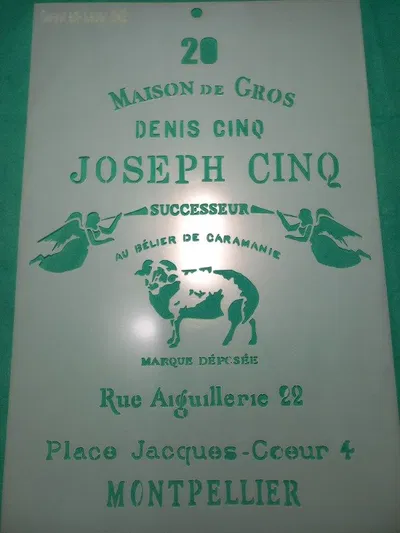 20
MAISON DE GROS
DENIS CINQ
JOSEPH CINQ
SUCCESSEUR
AU BÉLIER DE CARAMANIE
MARQUE DÉPOSÉE
Rue Aiguillerie 22
Place Jacques-Coeur 4
MONTPELLIER